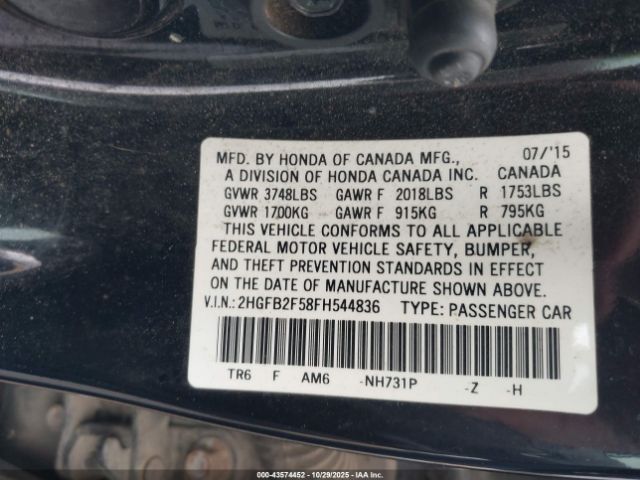 MFD. BY HONDA OF CANADA MFG., 07/'15
A DIVISION OF HONDA CANADA INC. CANADA
GVWR 3748LBS GAWR F 2018LBS R 1753LBS
GVWR 1700KG GAWR F 915KG R 795KG
THIS VEHICLE CONFORMS TO ALL APPLICABLE
FEDERAL MOTOR VEHICLE SAFETY, BUMPER,
AND THEFT PREVENTION STANDARDS IN EFFECT
ON THE DATE OF MANUFACTURE SHOWN ABOVE.
V.I.N.: 2HGFB2F58FH544836 TYPE: PASSENGER CAR
TR6 F AM6 -NH731P -Z -H
000-43574452 | 10/29/2025 - IAA Inc.